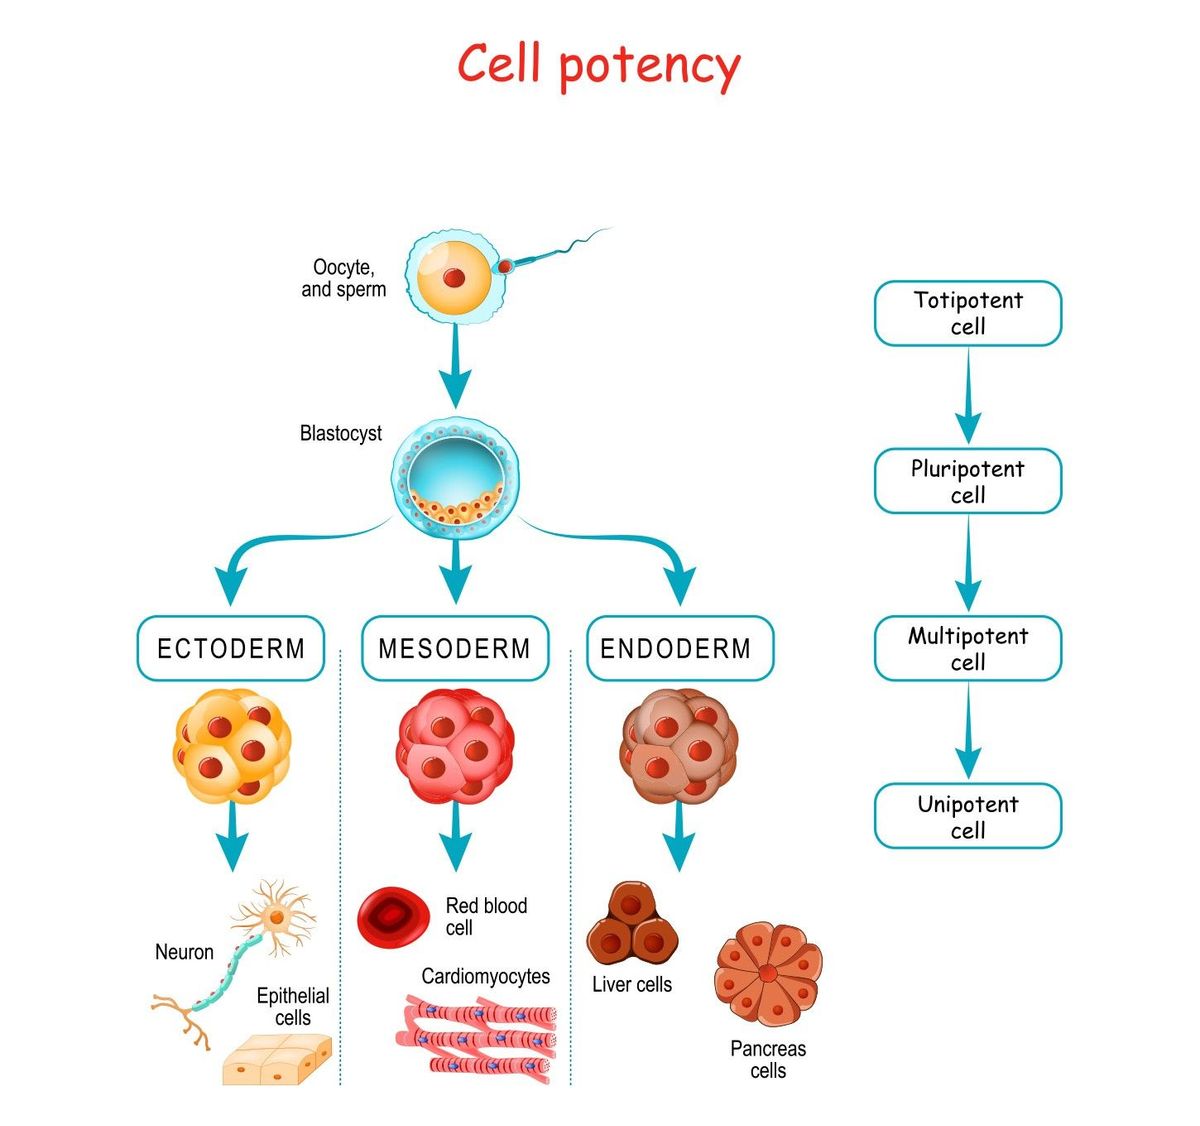 Cell potency
Oocyte,
and sperm
Blastocyst
ECTODERM
MESODERM
ENDODERM
Neuron
Epithelial
cells
Red blood
cell
Cardiomyocytes
Liver cells
Pancreas
cells
Totipotent
cell
Pluripotent
cell
Multipotent
cell
Unipotent
cell